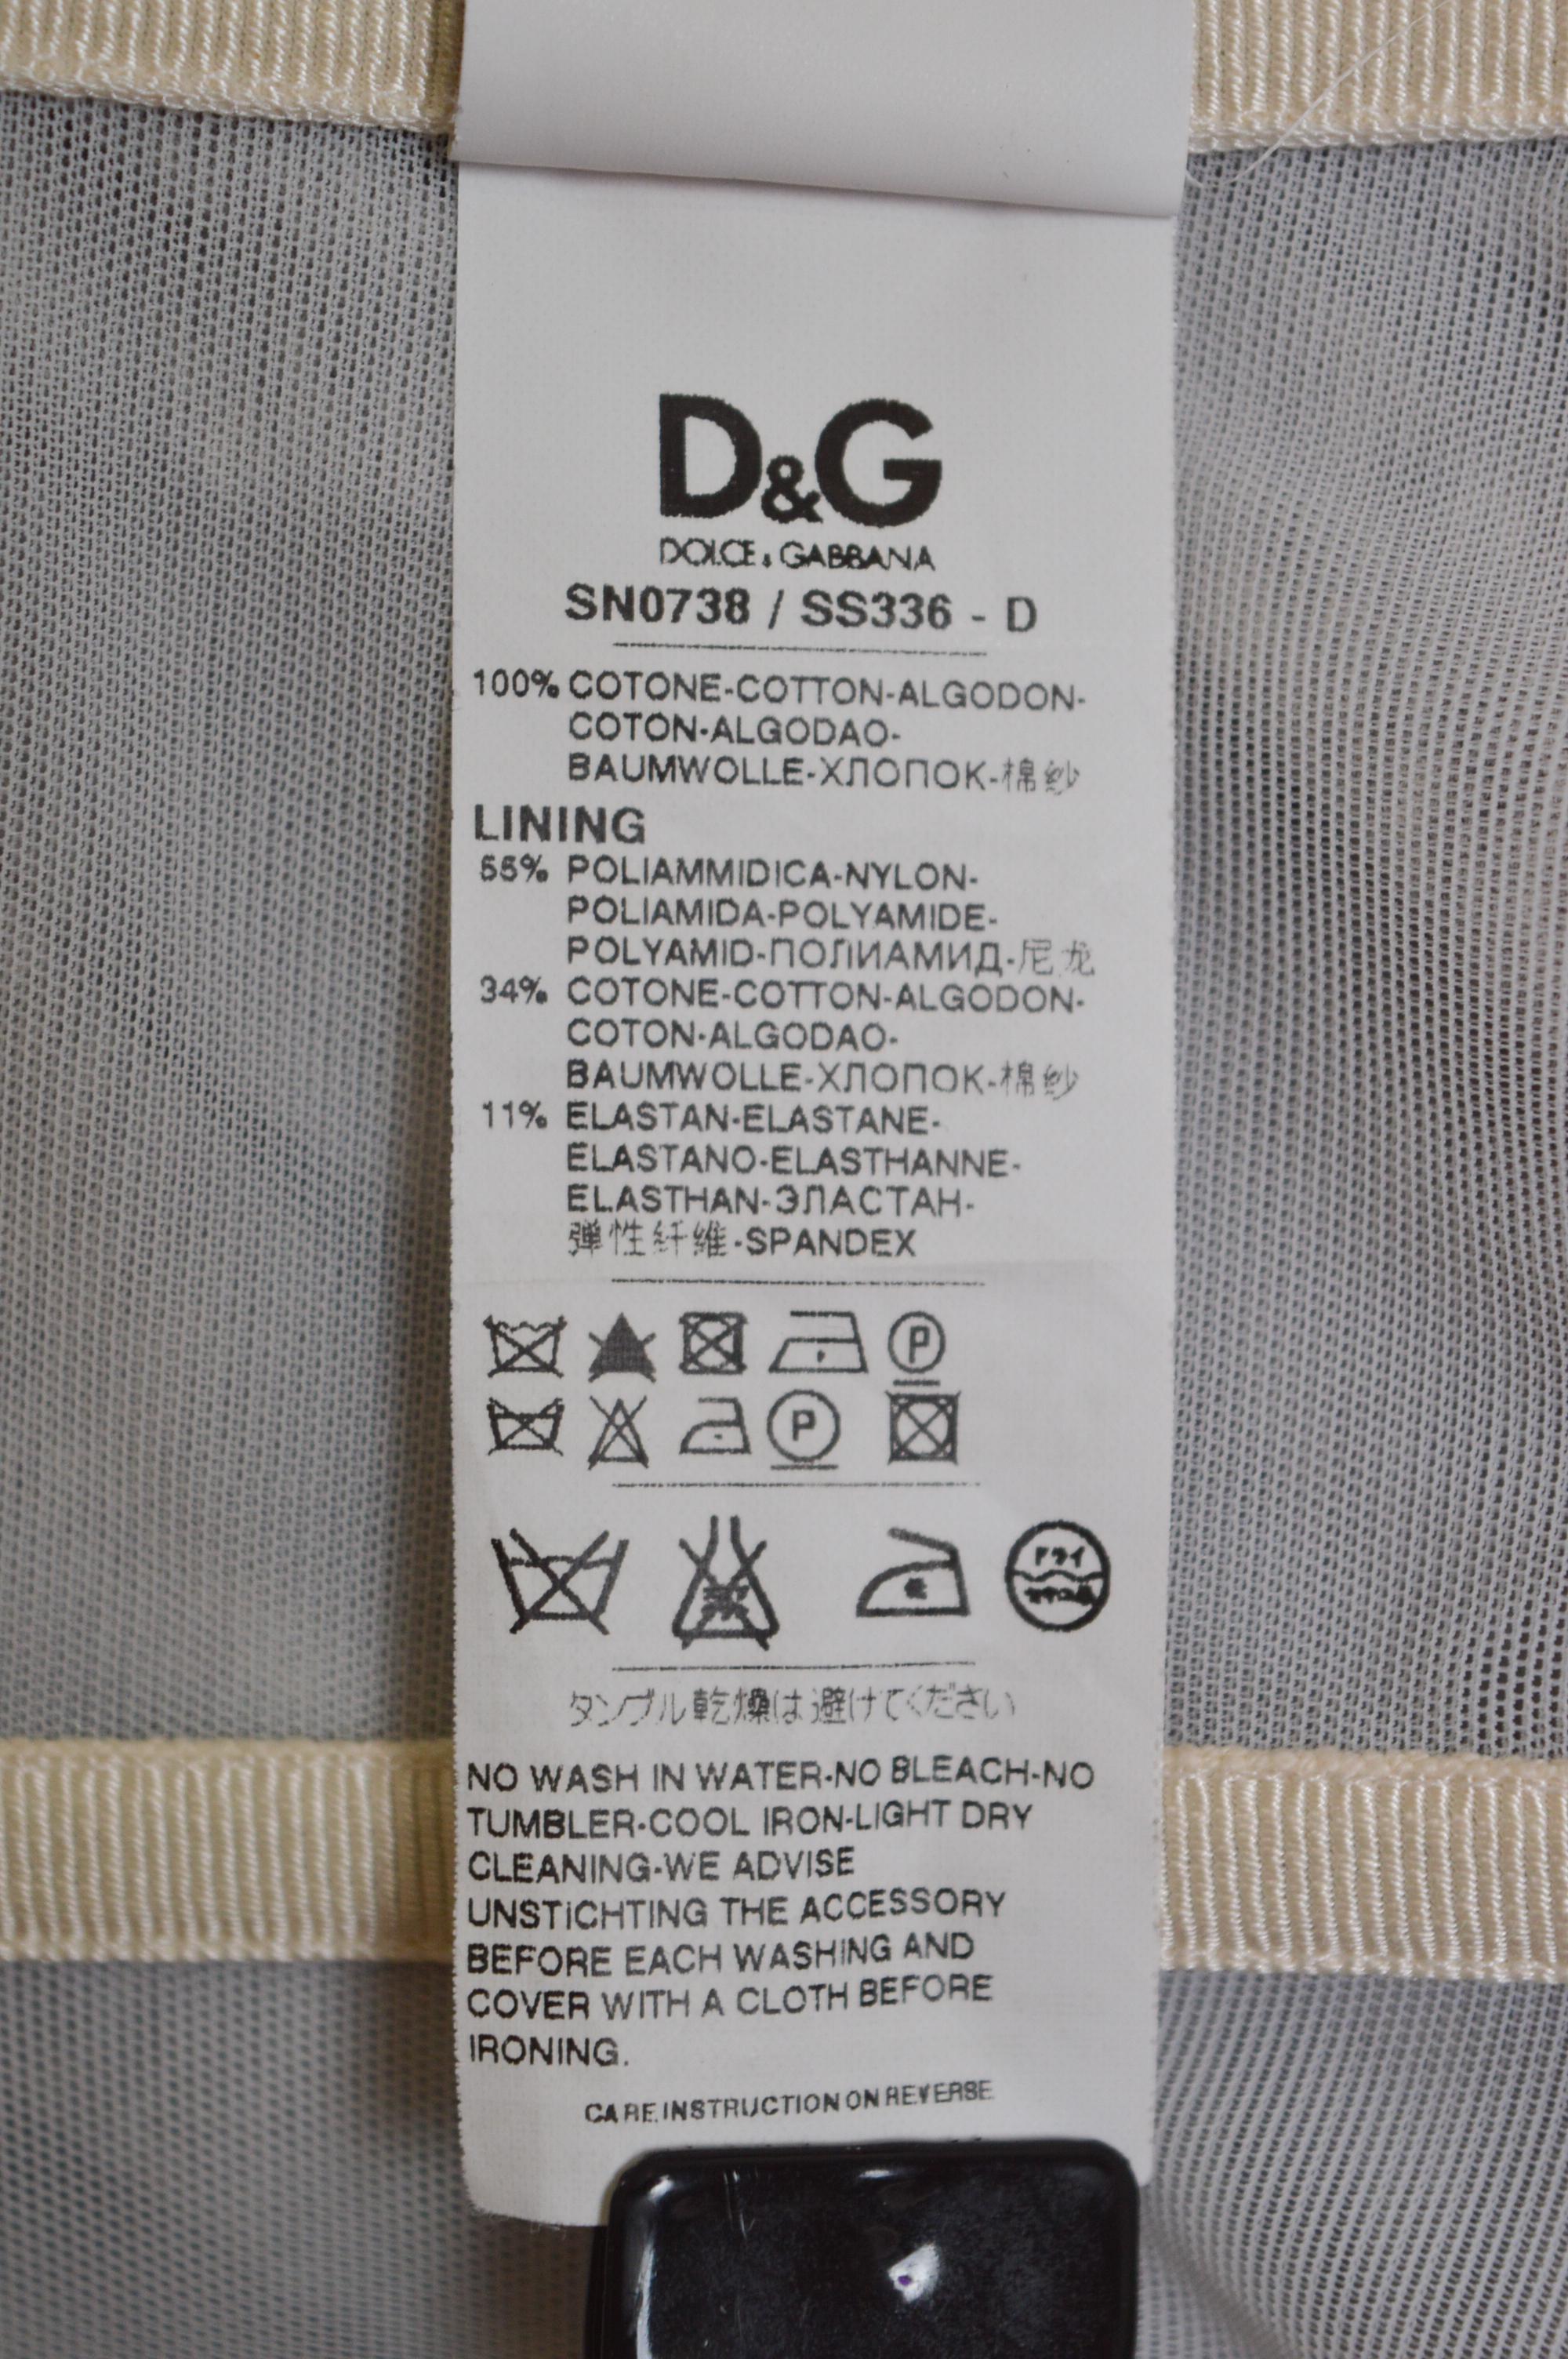 D&G
DOLCE & GABBANA
SN0738 / SS336 - D
100% COTONE-COTTON-ALGODON-
COTON-ALGODAO-
BAUMWOLLE-ХЛОПОК-棉纱
LINING
55% POLIAMMIDICA-NYLON-
POLIAMIDA-POLYAMIDE-
POLYAMID-ПОЛИАМИД-尼龙
34% COTONE-COTTON-ALGODON-
COTON-ALGODAO-
BAUMWOLLE-ХЛОПОК-棉纱
11% ELASTAN-ELASTANE-
ELASTANO-ELASTHANNE-
ELASTHAN-ЭЛАСТАН-
弹性纤維-SPANDEX
P
P
ドライ
タンブル乾燥は避けてください
NO WASH IN WATER-NO BLEACH-NO
TUMBLER-COOL IRON-LIGHT DRY
CLEANING-WE ADVISE
UNSTICHTING THE ACCESSORY
BEFORE EACH WASHING AND
COVER WITH A CLOTH BEFORE
IRONING.
CARE INSTRUCTION ON REVERSE